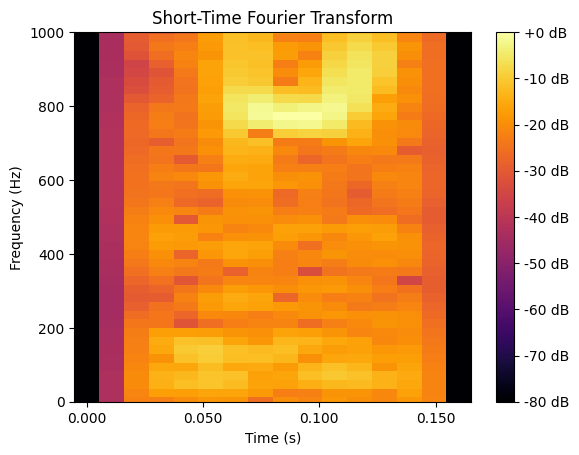 Short-Time Fourier Transform
1000
800
600
400
200
0
Frequency (Hz)
0.000
0.050
0.100
0.150
Time (s)
+0 dB
-10 dB
-20 dB
-30 dB
-40 dB
-50 dB
-60 dB
-70 dB
-80 dB